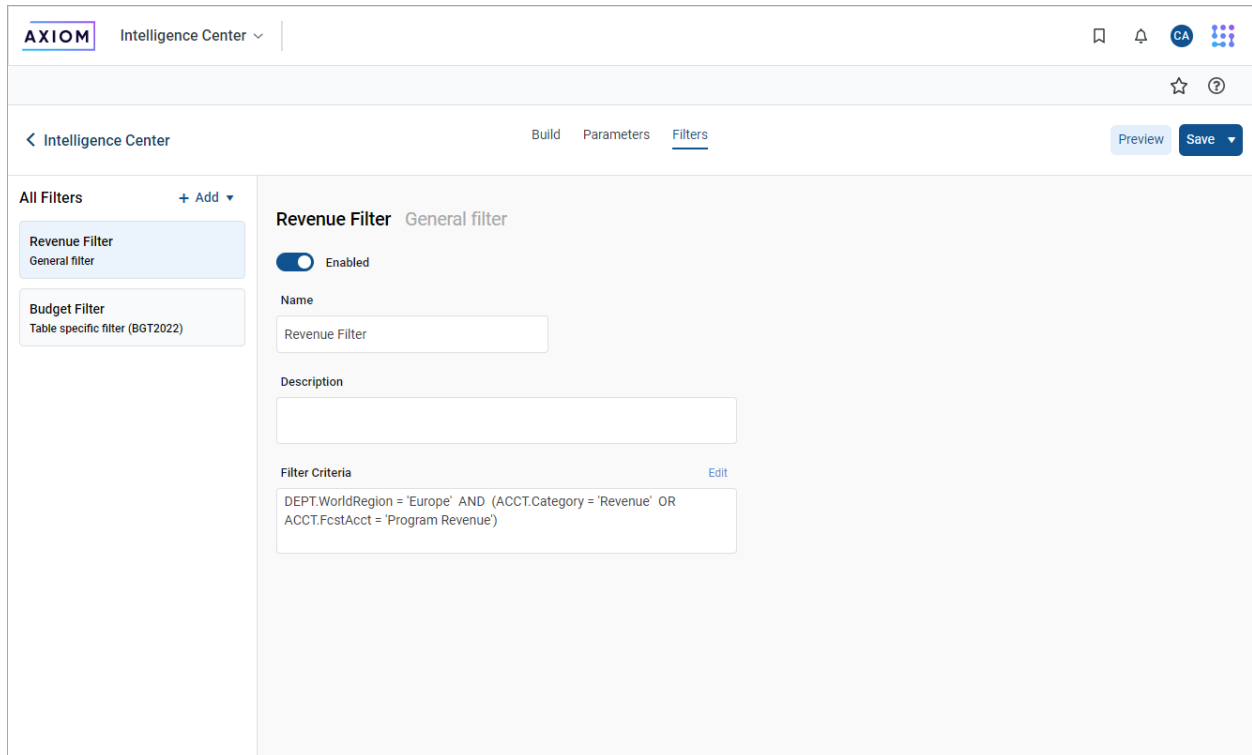 AXIOM Intelligence Center
CA
Intelligence Center
Build Parameters Filters
Preview Save
All Filters + Add
Revenue Filter
General filter
Budget Filter
Table specific filter (BGT2022)
Revenue Filter General filter
Enabled
Name
Revenue Filter
Description
Filter Criteria Edit
DEPT.WorldRegion = 'Europe' AND (ACCT.Category = 'Revenue' OR
ACCT.FcstAcct = 'Program Revenue')